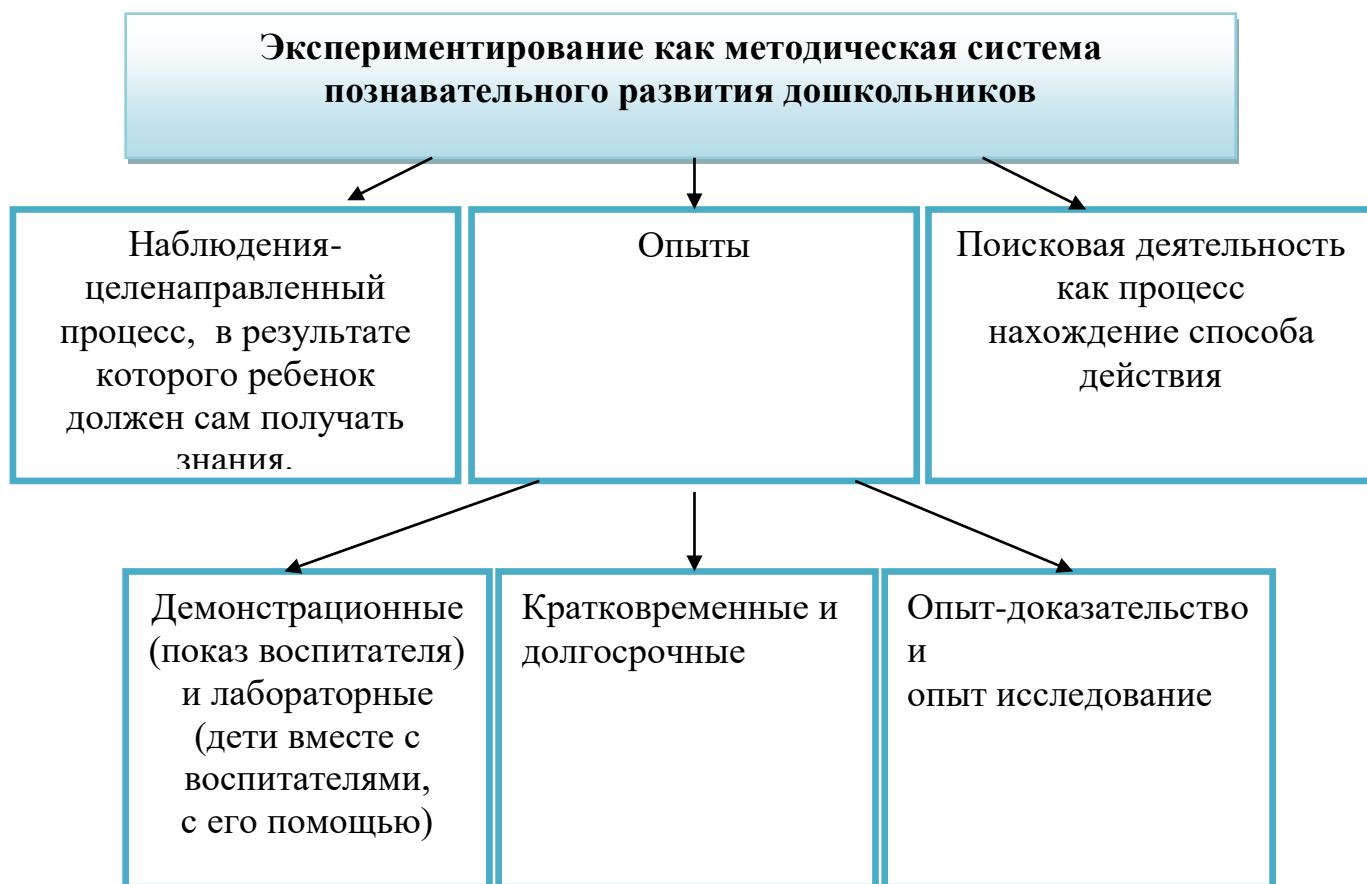 Экспериментирование как методическая система
познавательного развития дошкольников
Наблюдения-
целенаправленный
процесс,  в результате
которого ребенок
должен сам получать
знания.
Опыты
Поисковая деятельность
как процесс
нахождение способа
действия
Демонстрационные
(показ воспитателя)
и лабораторные
(дети вместе с
воспитателями,
с его помощью)
Кратковременные и
долгосрочные
Опыт-доказательство
и
опыт исследование